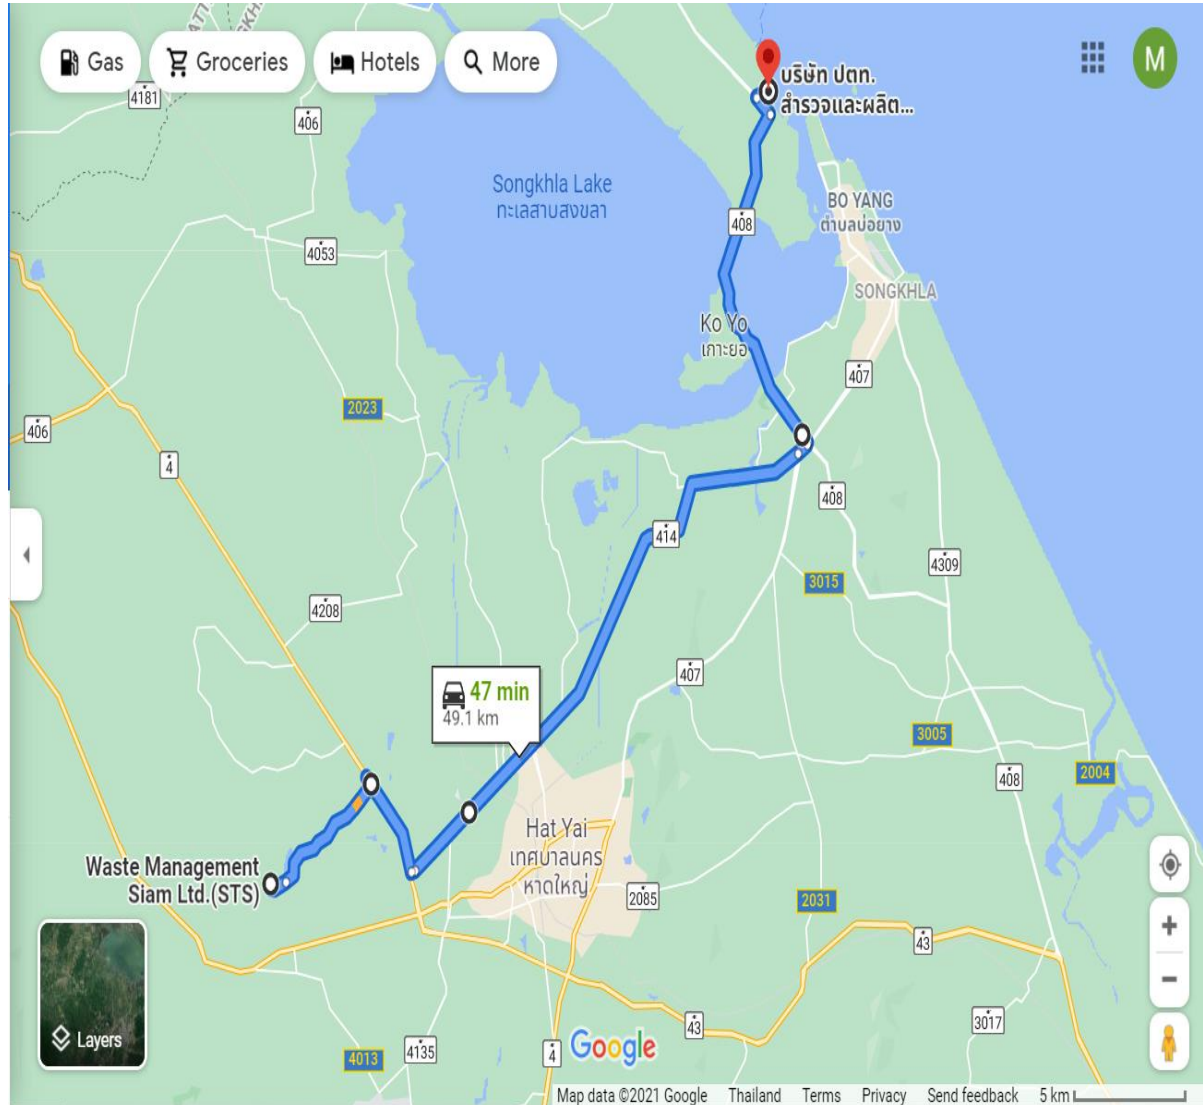 Gas
Groceries
Hotels
More
M
บริษัท ปตท.
สำรวจและผลิต...
4181
406
Songkhla Lake
ทะเลสาบสงขลา
408
BO YANG
ตำบลบ่อยาง
4053
SONGKHLA
Ko Yo
เกาะยอ
407
2023
406
4
408
414
4309
3015
4208
407
47 min
49.1 km
3005
408
2004
Hat Yai
เทศบาลนคร
หาดใหญ่
Waste Management
Siam Ltd.(STS)
2085
2031
43
Layers
3017
43
4013
4135
4
Google
Map data ©2021 Google Thailand Terms Privacy Send feedback 5 km